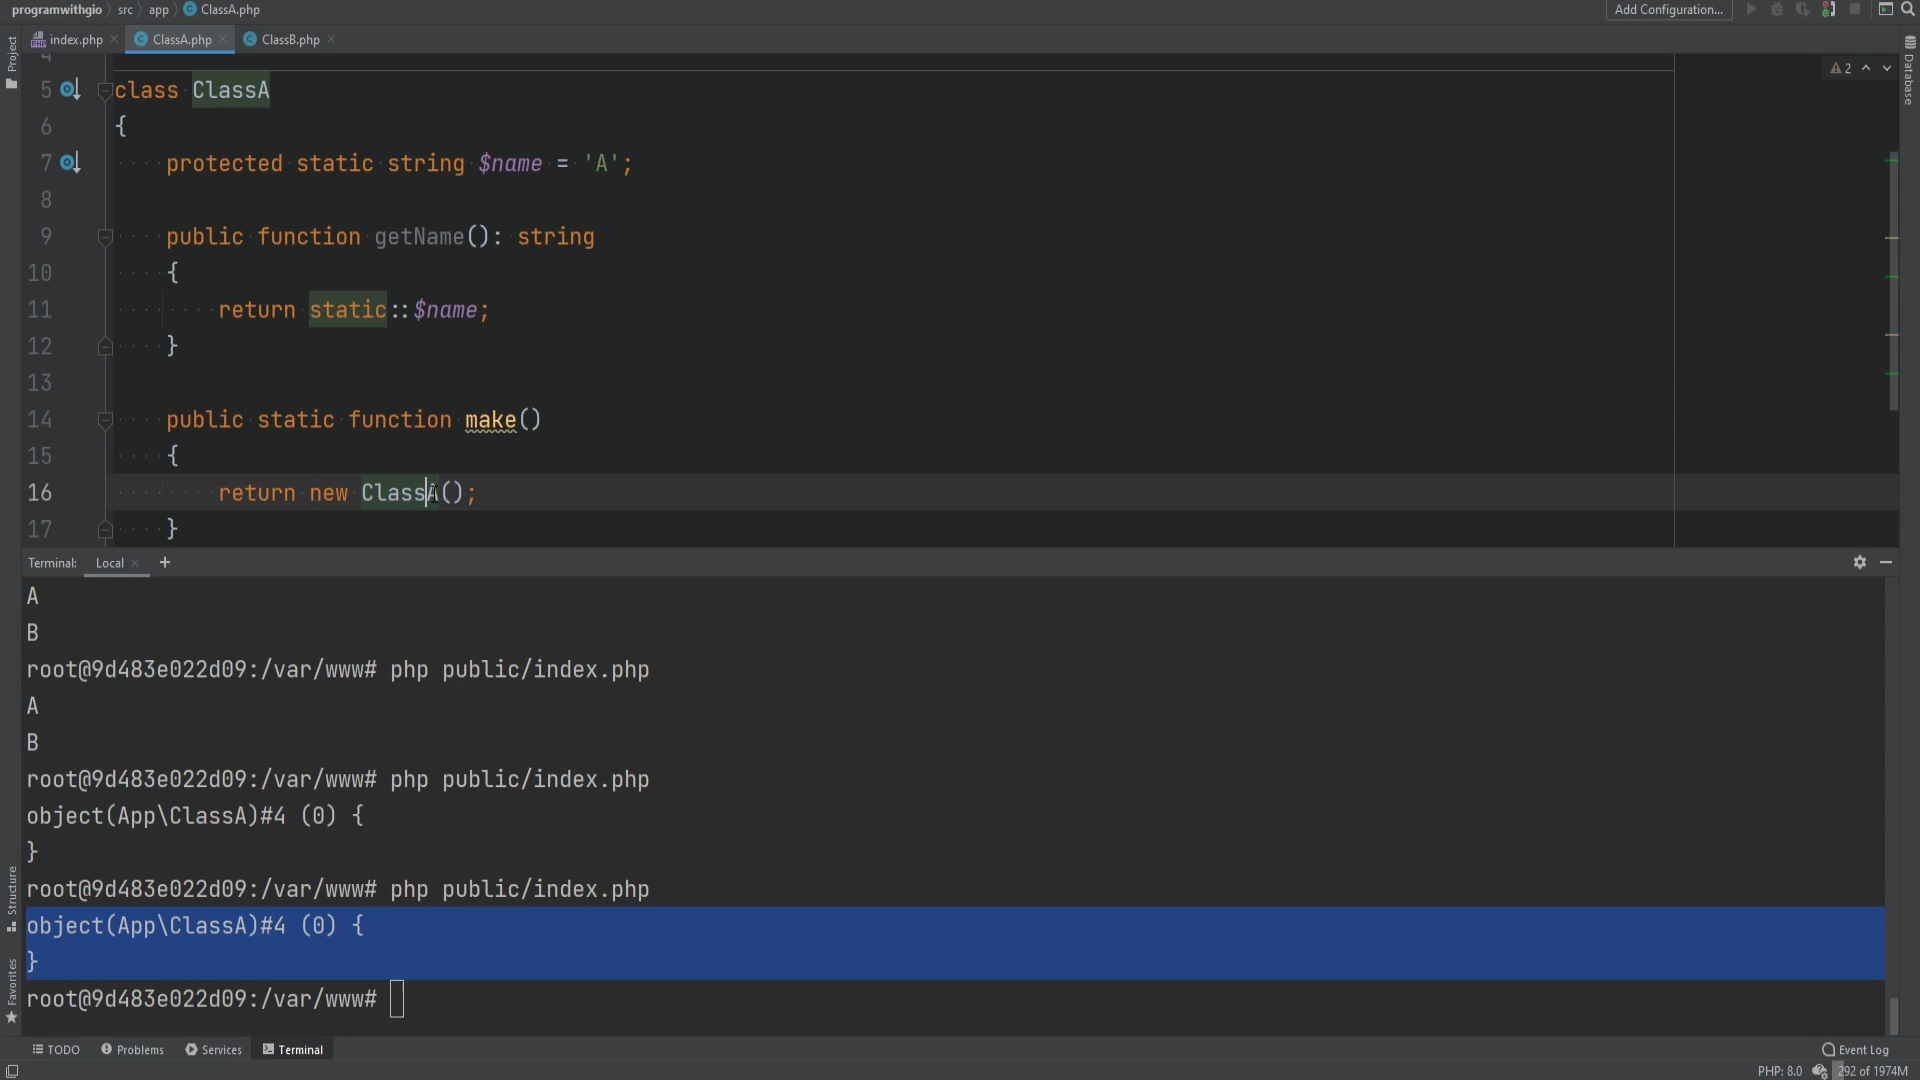 programwithgio src app ClassA.php Add Configuration...
index.php ClassA.php ClassB.php
Project
Database
2
5 class ClassA
6 {
7 protected static string $name = 'A';
8
9 public function getName(): string
10 {
11 return static::$name;
12 }
13
14 public static function make()
15 {
16 return new ClassA();
17 }
Terminal: Local +
A
B
root@9d483e022d09:/var/www# php public/index.php
A
B
root@9d483e022d09:/var/www# php public/index.php
object(App\ClassA)#4 (0) {
}
root@9d483e022d09:/var/www# php public/index.php
object(App\ClassA)#4 (0) {
}
root@9d483e022d09:/var/www#
Structure
Favorites
TODO Problems Services Terminal Event Log
PHP: 8.0 292 of 1974M